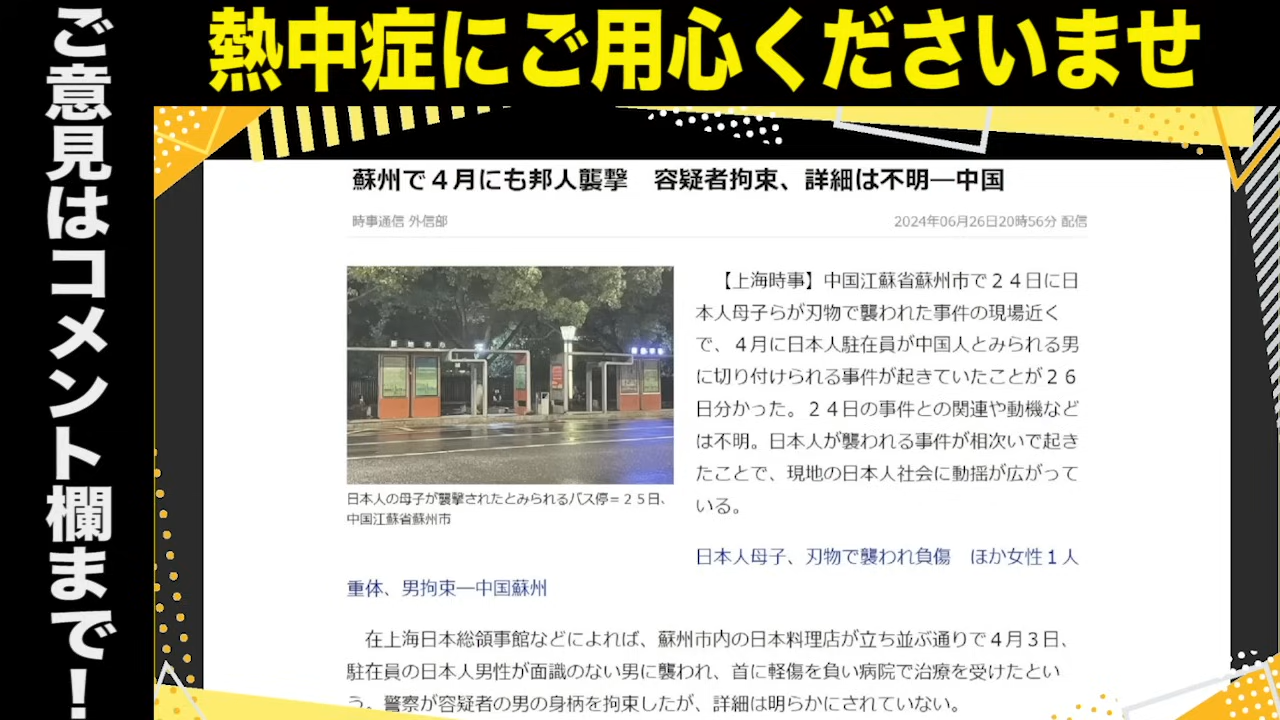 熱中症にご用心くださいませ
ご意見はコメント欄まで!
蘇州で４月にも邦人襲撃　容疑者拘束、詳細は不明―中国
時事通信 外信部
2024年06月26日20時56分 配信
【上海時事】中国江蘇省蘇州市で２４日に日
本人母子らが刃物で襲われた事件の現場近く
で、４月に日本人駐在員が中国人とみられる男
に切り付けられる事件が起きていたことが２６
日分かった。２４日の事件との関連や動機など
は不明。日本人が襲われる事件が相次いで起き
たことで、現地の日本人社会に動揺が広がって
いる。
日本人の母子が襲撃されたとみられるバス停＝２５日、
中国江蘇省蘇州市
日本人母子、刃物で襲われ負傷　ほか女性１人
重体、男拘束―中国蘇州
在上海日本総領事館などによれば、蘇州市内の日本料理店が立ち並ぶ通りで４月３日、
駐在員の日本人男性が面識のない男に襲われ、首に軽傷を負い病院で治療を受けたとい
う。警察が容疑者の男の身柄を拘束したが、詳細は明らかにされていない。